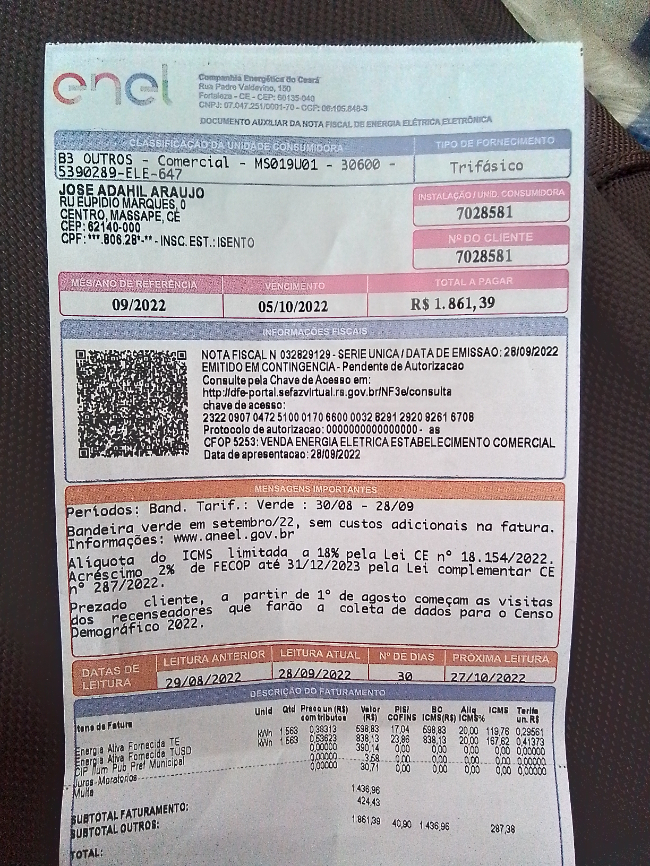 enel
Companhia Energética do Ceará
Rua Padre Valdevino, 150
Fortaleza - CE - CEP: 60135-040
CNPJ: 07.047.251/0001-70 - CGF: 06.105.848-3
DOCUMENTO AUXILIAR DA NOTA FISCAL DE ENERGIA ELÉTRICA ELETRÔNICA
CLASSIFICAÇÃO DA UNIDADE CONSUMIDORA
TIPO DE FORNECIMENTO
B3 OUTROS - Comercial - MS019U01 - 30600 -
5390289-ELE-647
Trifásico
JOSE ADAHIL ARAUJO
RU EUPIDIO MARQUES, 0
CENTRO, MASSAPE, CE
CEP: 62140-000
CPF: ***.806.28*-** - INSC. EST.: ISENTO
INSTALAÇÃO / UNID. CONSUMIDORA
7028581
Nº DO CLIENTE
7028581
MÊS/ANO DE REFERÊNCIA VENCIMENTO TOTAL A PAGAR
09/2022 05/10/2022 R$ 1.861,39
INFORMAÇÕES FISCAIS
NOTA FISCAL N 032829129 - SERIE UNICA / DATA DE EMISSAO: 28/09/2022
EMITIDO EM CONTINGENCIA - Pendente de Autorizacao
Consulte pela Chave de Acesso em:
http://dfe-portal.sefazvirtual.rs.gov.br/NF3e/consulta
chave de acesso:
2322 0907 0472 5100 0170 6600 0032 8291 2920 9261 6708
Protocolo de autorizacao: 0000000000000000 - as
CFOP 5253: VENDA ENERGIA ELETRICA ESTABELECIMENTO COMERCIAL
Data de apresentacao: 28/09/2022
MENSAGENS IMPORTANTES
Períodos: Band. Tarif.: Verde : 30/08 - 28/09
Bandeira verde em setembro/22, sem custos adicionais na fatura.
Informações: www.aneel.gov.br
Alíquota do ICMS limitada a 18% pela Lei CE nº 18.154/2022.
Acréscimo 2% de FECOP até 31/12/2023 pela Lei complementar CE
nº 287/2022.
Prezado cliente, a partir de 1º de agosto começam as visitas
dos recenseadores que farão a coleta de dados para o Censo
Demográfico 2022.
DATAS DE LEITURA
LEITURA ANTERIOR LEITURA ATUAL Nº DE DIAS PRÓXIMA LEITURA
29/08/2022 28/09/2022 30 27/10/2022
DESCRIÇÃO DO FATURAMENTO
Itens da Fatura Unid Qtd Preço un (R$) com tributos Valor (R$) PIS/ COFINS BC ICMS(R$) Aliq ICMS% ICMS Tarifa un. R$
Energia Ativa Fornecida TE kWh 1 563 0,38313 598,83 17,04 598,83 20,00 119,76 0,29561
Energia Ativa Fornecida TUSD kWh 1 563 0,53623 838,13 23,86 838,13 20,00 167,62 0,41373
CIP Ilum Pub Pref Municipal 0,00000 390,14 0,00 0,00 0,00 0,00 0,00000
Juros Moratorios 0,00000 3,58 0,00 0,00 0,00 0,00 0,00000
Multa 0,00000 30,71 0,00 0,00 0,00 0,00 0,00000
SUBTOTAL FATURAMENTO: 1 436,96
SUBTOTAL OUTROS: 424,43
TOTAL: 1.861,39 40,90 1 436,96 287,38